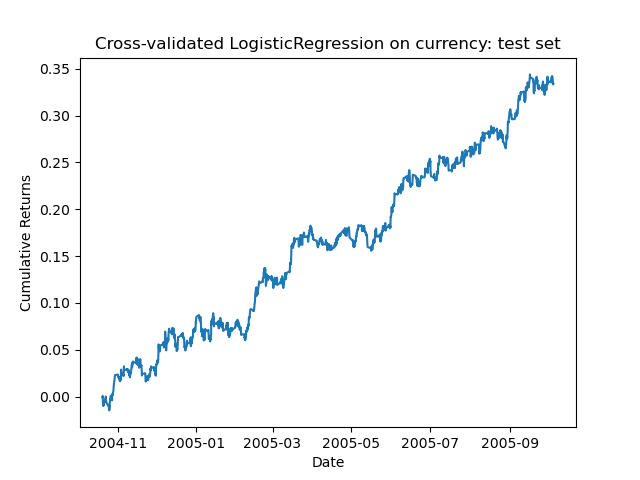 Cross-validated LogisticRegression on currency: test set
0.35
0.30
0.25
0.20
0.15
0.10
0.05
0.00
Cumulative Returns
2004-11 2005-01 2005-03 2005-05 2005-07 2005-09
Date